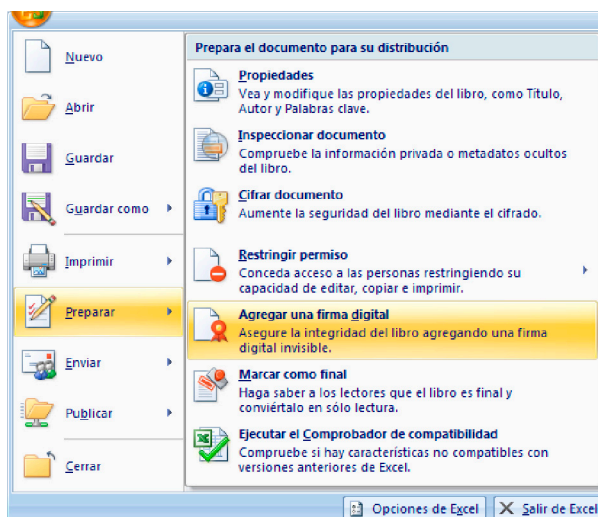 Nuevo
Abrir
Guardar
Guardar como
Imprimir
Preparar
Enviar
Publicar
Cerrar
Prepara el documento para su distribución
Propiedades
Vea y modifique las propiedades del libro, como Título,
Autor y Palabras clave.
Inspeccionar documento
Compruebe la información privada o metadatos ocultos
del libro.
Cifrar documento
Aumente la seguridad del libro mediante el cifrado.
Restringir permiso
Conceda acceso a las personas restringiendo su
capacidad de editar, copiar e imprimir.
Agregar una firma digital
Asegure la integridad del libro agregando una firma
digital invisible.
Marcar como final
Haga saber a los lectores que el libro es final y
conviértalo en sólo lectura.
Ejecutar el Comprobador de compatibilidad
Compruebe si hay características no compatibles con
versiones anteriores de Excel.
Opciones de Excel
Salir de Excel